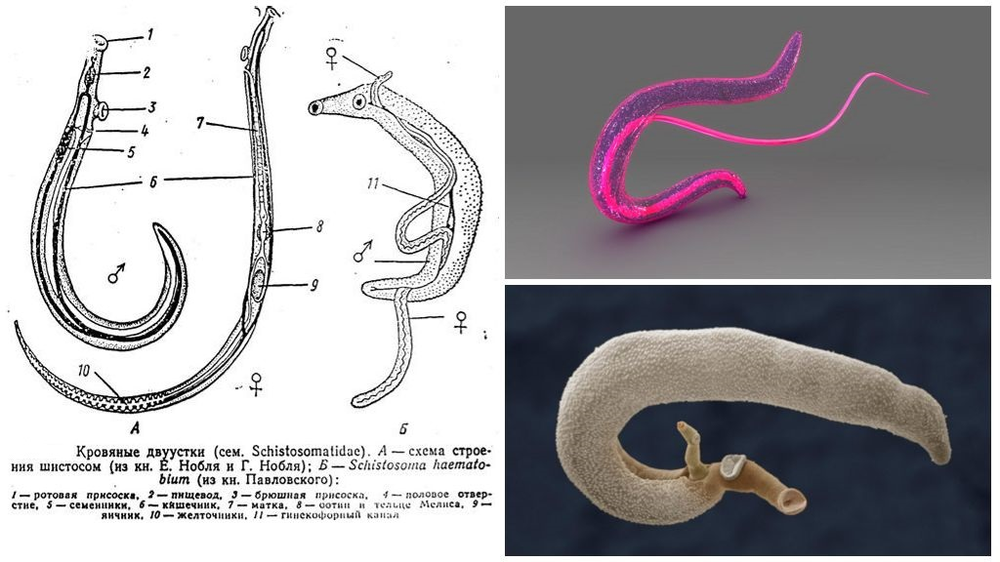 1
2
3
4
5
6
7
8
9
10
11
♀
♂
♂
♀
♀
А
Б
Кровяные двуустки (сем. Schistosomatidae). А — схема строе-
ния шистосом (из кн. Е. Нобля и Г. Нобля); Б — Schistosoma haemato-
bium (из кн. Павловского):
1 — ротовая присоска, 2 — пищевод, 3 — брюшная присоска, 4 — половое отвер-
стие, 5 — семенники, 6 — кишечник, 7 — матка, 8 — оотип и тельце Мелиса, 9 —
яичник, 10 — желточники, 11 — гинекофорный канал